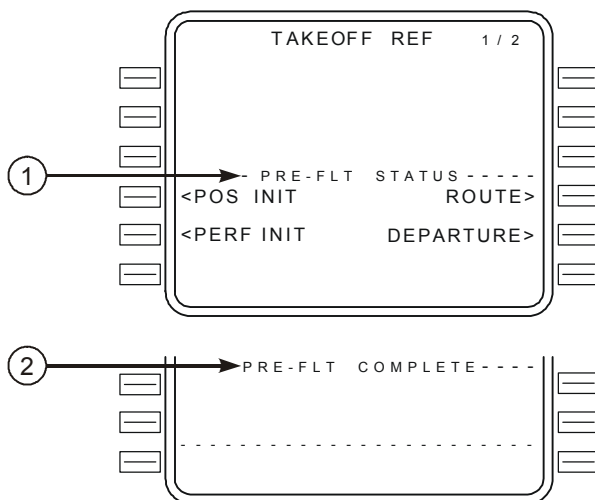 TAKEOFF REF 1 / 2
1 - PRE-FLT STATUS - - - - -
<POS INIT ROUTE>
<PERF INIT DEPARTURE>
2 PRE-FLT COMPLETE - - - -
- - - - - - - - - - - - - - - - - - - - - - - -